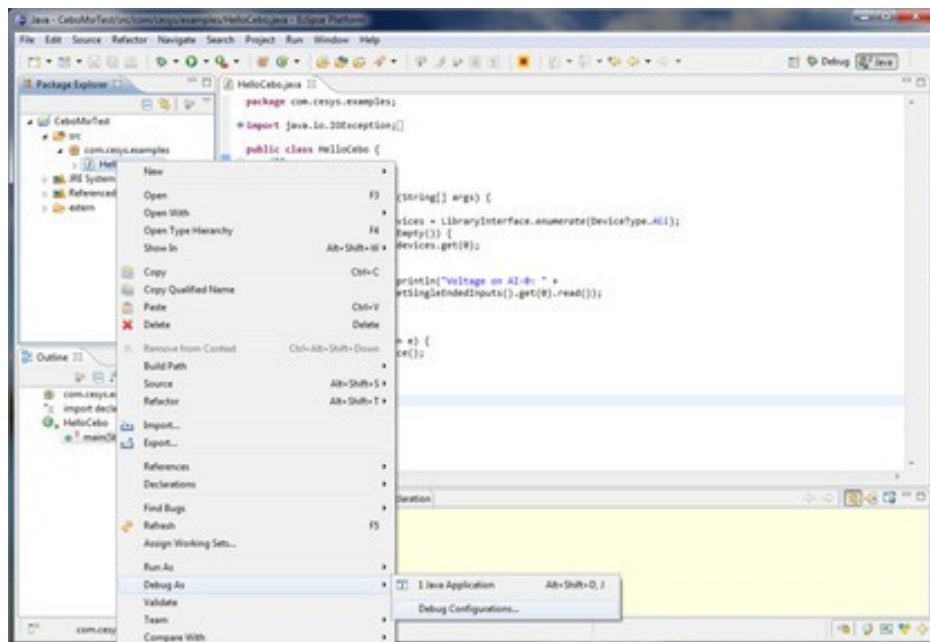 Java - CeboMsrTest/src/com/cesys/examples/HelloCebo.java - Eclipse Platform
File Edit Source Refactor Navigate Search Project Run Window Help
Debug Java
Package Explorer
HelloCebo.java
CeboMsrTest
src
com.cesys.examples
Hell
JRE System
Referenced
extern
package com.cesys.examples;
import java.io.IOException;
public class HelloCebo {
(String[] args) {
vices = LibraryInterface.enumerate(DeviceType.All);
Empty()) {
devices.get(0);
println("Voltage on AI-0: " +
etSingleEndedInputs().get(0).read());
n e) {
ce();
New
Open F3
Open With
Open Type Hierarchy F4
Show In Alt+Shift+W
Copy Ctrl+C
Copy Qualified Name
Paste Ctrl+V
Delete Delete
Remove from Context Ctrl+Alt+Shift+Down
Build Path
Source Alt+Shift+S
Refactor Alt+Shift+T
Import...
Export...
References
Declarations
Find Bugs
Refresh F5
Assign Working Sets...
Run As
Debug As
Validate
Team
Compare With
1 Java Application Alt+Shift+D, J
Debug Configurations...
Outline
com.cesys.e
import decla
HelloCebo
main(St
claration
com.cesy